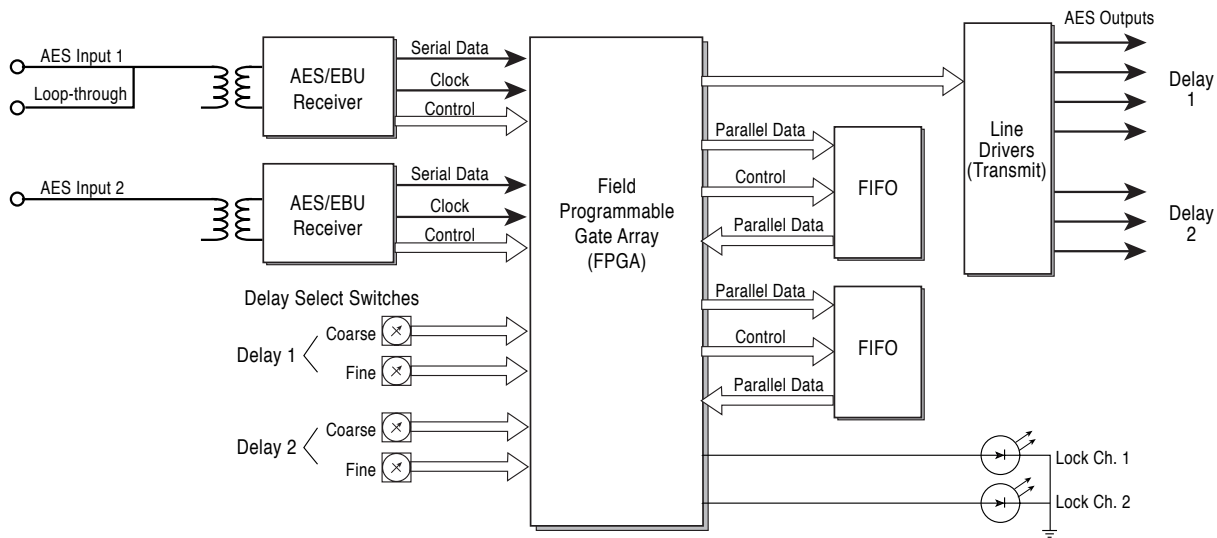 AES Input 1
Loop-through
AES/EBU
Receiver
Serial Data
Clock
Control
AES Input 2
AES/EBU
Receiver
Serial Data
Clock
Control
Delay Select Switches
Delay 1
Coarse
Fine
Delay 2
Coarse
Fine
Field
Programmable
Gate Array
(FPGA)
Parallel Data
Control
Parallel Data
FIFO
Parallel Data
Control
Parallel Data
FIFO
Line
Drivers
(Transmit)
AES Outputs
Delay
1
Delay
2
Lock Ch. 1
Lock Ch. 2